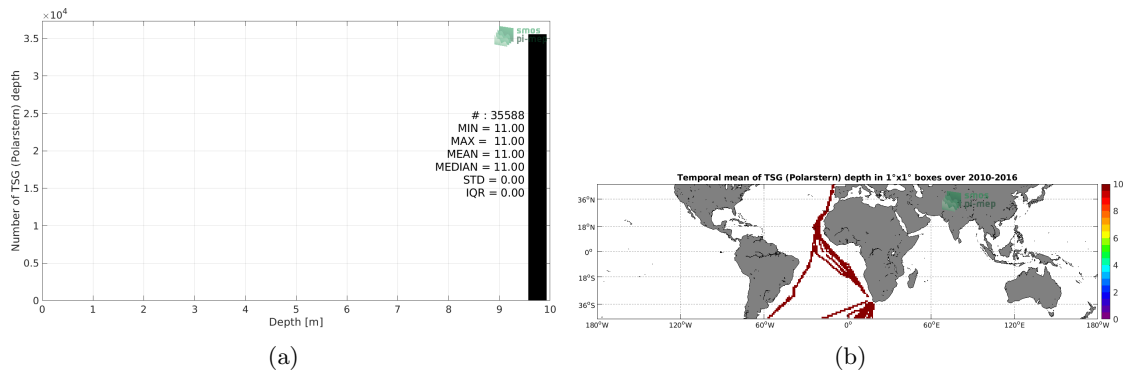 ×10⁴
3.5
3
2.5
2
1.5
1
0.5
0
Number of TSG (Polarstern) depth
smos
pi-mep
# : 35588
MIN = 11.00
MAX = 11.00
MEAN = 11.00
MEDIAN = 11.00
STD = 0.00
IQR = 0.00
0 1 2 3 4 5 6 7 8 9 10
Depth [m]
(a)
Temporal mean of TSG (Polarstern) depth in 1°x1° boxes over 2010-2016
smos
pi-mep
36°N
18°N
0°
18°S
36°S
180°W 120°W 60°W 0° 60°E 120°E 180°W
10
8
6
4
2
0
(b)